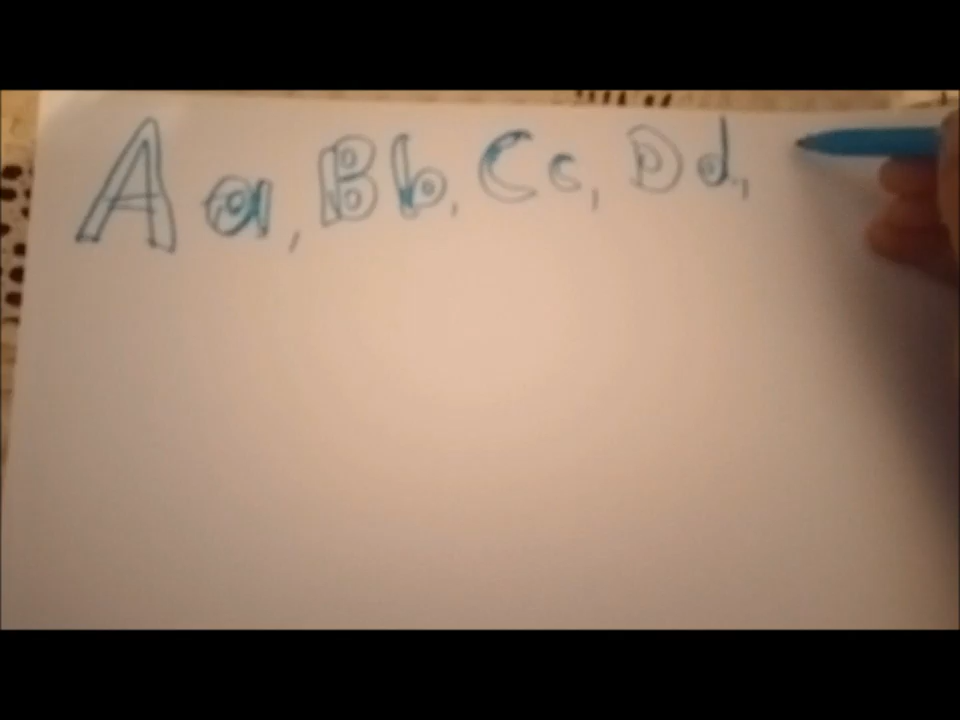 Aa, Bb, Cc, Dd,